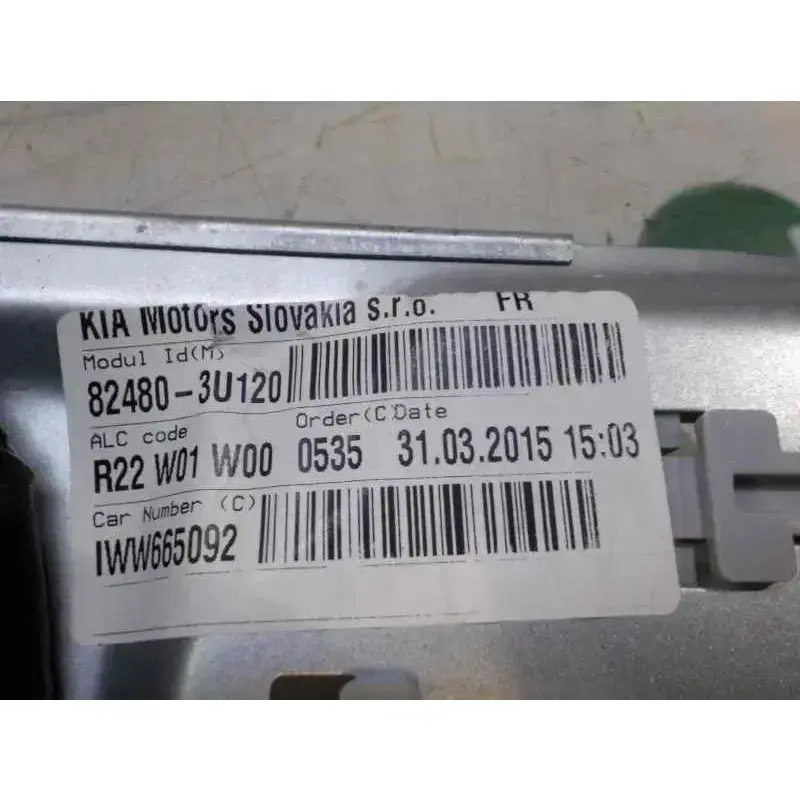 KIA Motors Slovakia s.r.o. FR
Modul Id(M)
82480-3U120
ALC code Order(C)Date
R22 W01 W00 0535 31.03.2015 15:03
Car Number (C)
IWW665092